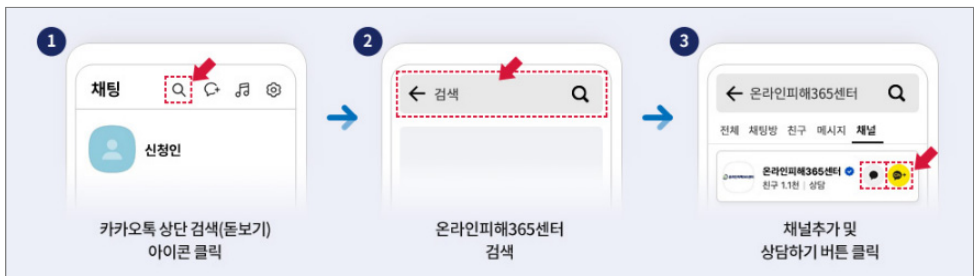 1
채팅
신청인
카카오톡 상단 검색(돋보기)
아이콘 클릭
2
검색
온라인피해365센터
검색
3
온라인피해365센터
전체 채팅방 친구 메시지 채널
온라인피해365센터
친구 1.1천 | 상담
채널추가 및
상담하기 버튼 클릭